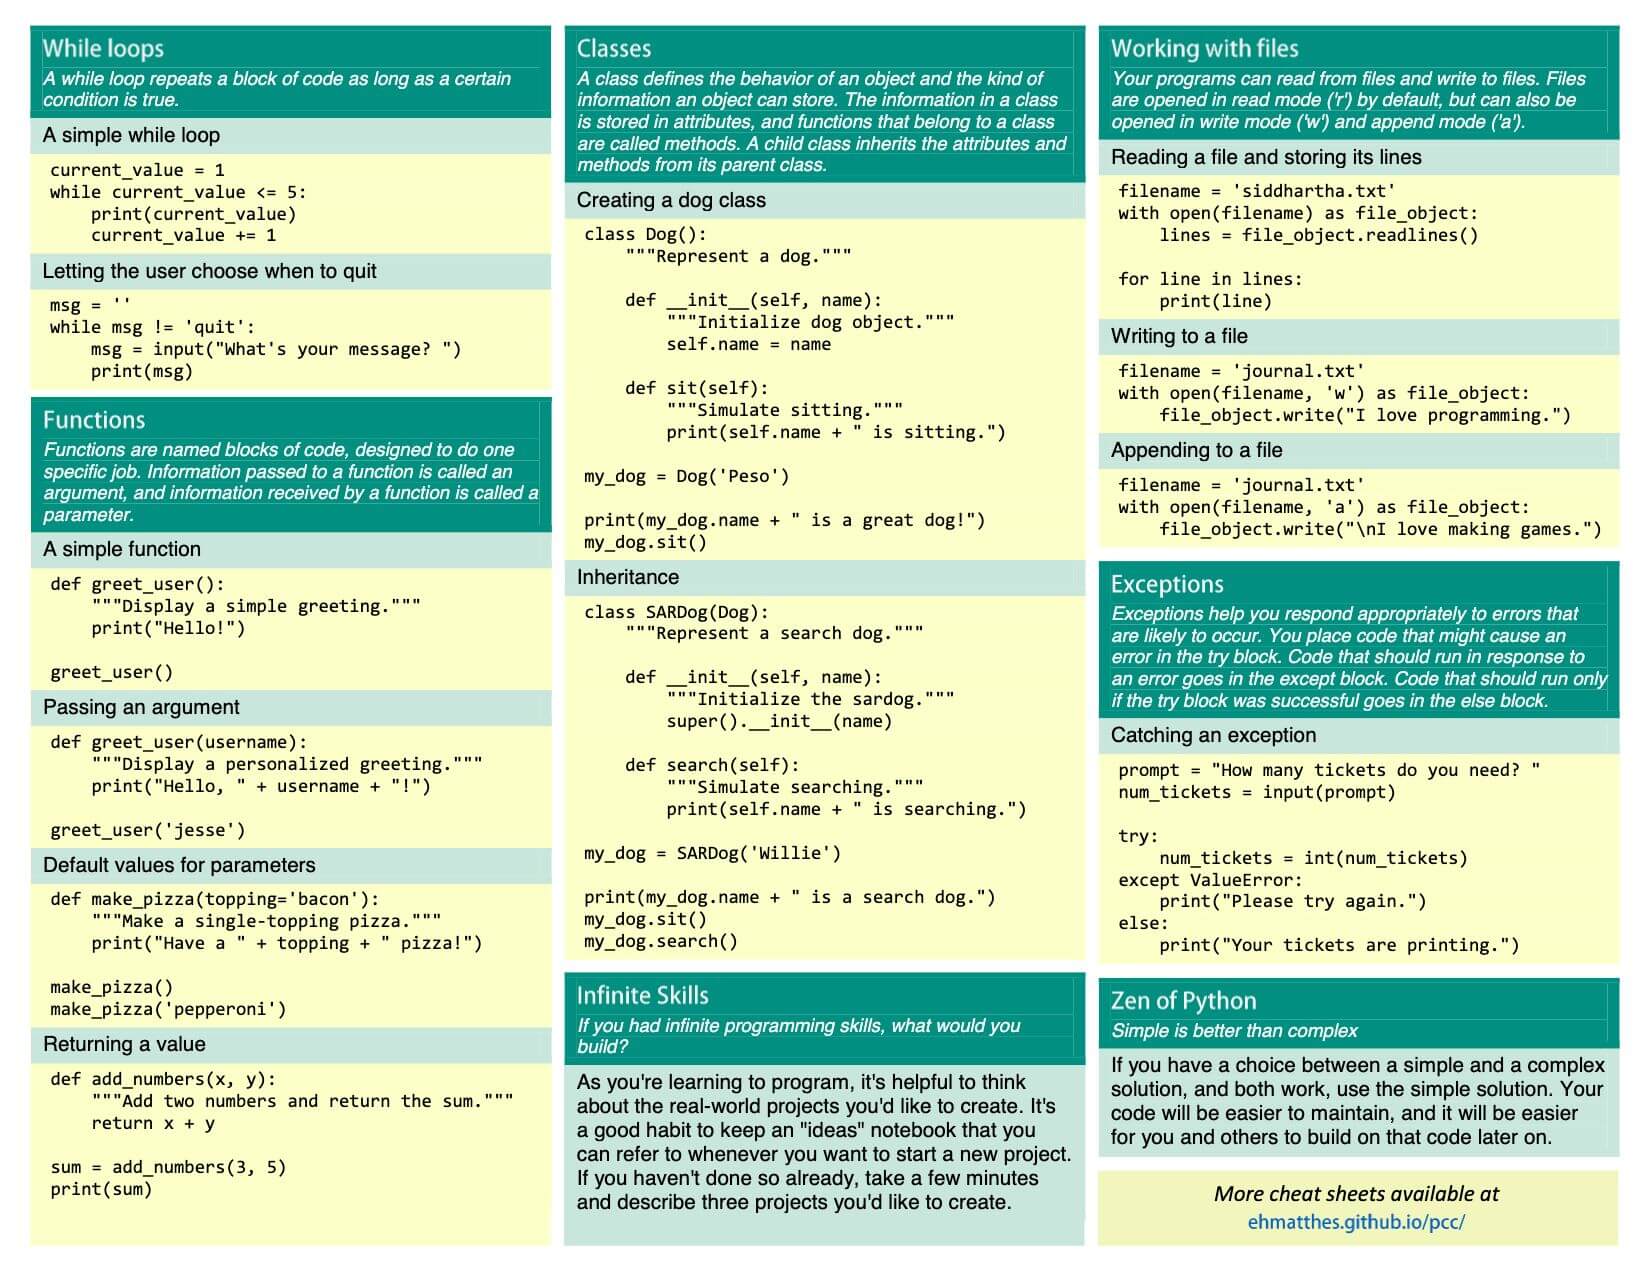 While loops
A while loop repeats a block of code as long as a certain
condition is true.
A simple while loop
current_value = 1
while current_value <= 5:
    print(current_value)
    current_value += 1
Letting the user choose when to quit
msg = ''
while msg != 'quit':
    msg = input("What's your message? ")
    print(msg)
Functions
Functions are named blocks of code, designed to do one
specific job. Information passed to a function is called an
argument, and information received by a function is called a
parameter.
A simple function
def greet_user():
    """Display a simple greeting."""
    print("Hello!")
greet_user()
Passing an argument
def greet_user(username):
    """Display a personalized greeting."""
    print("Hello, " + username + "!")
greet_user('jesse')
Default values for parameters
def make_pizza(topping='bacon'):
    """Make a single-topping pizza."""
    print("Have a " + topping + " pizza!")
make_pizza()
make_pizza('pepperoni')
Returning a value
def add_numbers(x, y):
    """Add two numbers and return the sum."""
    return x + y
sum = add_numbers(3, 5)
print(sum)
Classes
A class defines the behavior of an object and the kind of
information an object can store. The information in a class
is stored in attributes, and functions that belong to a class
are called methods. A child class inherits the attributes and
methods from its parent class.
Creating a dog class
class Dog():
    """Represent a dog."""
    def __init__(self, name):
        """Initialize dog object."""
        self.name = name
    def sit(self):
        """Simulate sitting."""
        print(self.name + " is sitting.")
my_dog = Dog('Peso')
print(my_dog.name + " is a great dog!")
my_dog.sit()
Inheritance
class SARDog(Dog):
    """Represent a search dog."""
    def __init__(self, name):
        """Initialize the sardog."""
        super().__init__(name)
    def search(self):
        """Simulate searching."""
        print(self.name + " is searching.")
my_dog = SARDog('Willie')
print(my_dog.name + " is a search dog.")
my_dog.sit()
my_dog.search()
Infinite Skills
If you had infinite programming skills, what would you
build?
As you're learning to program, it's helpful to think
about the real-world projects you'd like to create. It's
a good habit to keep an "ideas" notebook that you
can refer to whenever you want to start a new project.
If you haven't done so already, take a few minutes
and describe three projects you'd like to create.
Working with files
Your programs can read from files and write to files. Files
are opened in read mode ('r') by default, but can also be
opened in write mode ('w') and append mode ('a').
Reading a file and storing its lines
filename = 'siddhartha.txt'
with open(filename) as file_object:
    lines = file_object.readlines()
for line in lines:
    print(line)
Writing to a file
filename = 'journal.txt'
with open(filename, 'w') as file_object:
    file_object.write("I love programming.")
Appending to a file
filename = 'journal.txt'
with open(filename, 'a') as file_object:
    file_object.write("\nI love making games.")
Exceptions
Exceptions help you respond appropriately to errors that
are likely to occur. You place code that might cause an
error in the try block. Code that should run in response to
an error goes in the except block. Code that should run only
if the try block was successful goes in the else block.
Catching an exception
prompt = "How many tickets do you need? "
num_tickets = input(prompt)
try:
    num_tickets = int(num_tickets)
except ValueError:
    print("Please try again.")
else:
    print("Your tickets are printing.")
Zen of Python
Simple is better than complex
If you have a choice between a simple and a complex
solution, and both work, use the simple solution. Your
code will be easier to maintain, and it will be easier
for you and others to build on that code later on.
More cheat sheets available at
ehmatthes.github.io/pcc/